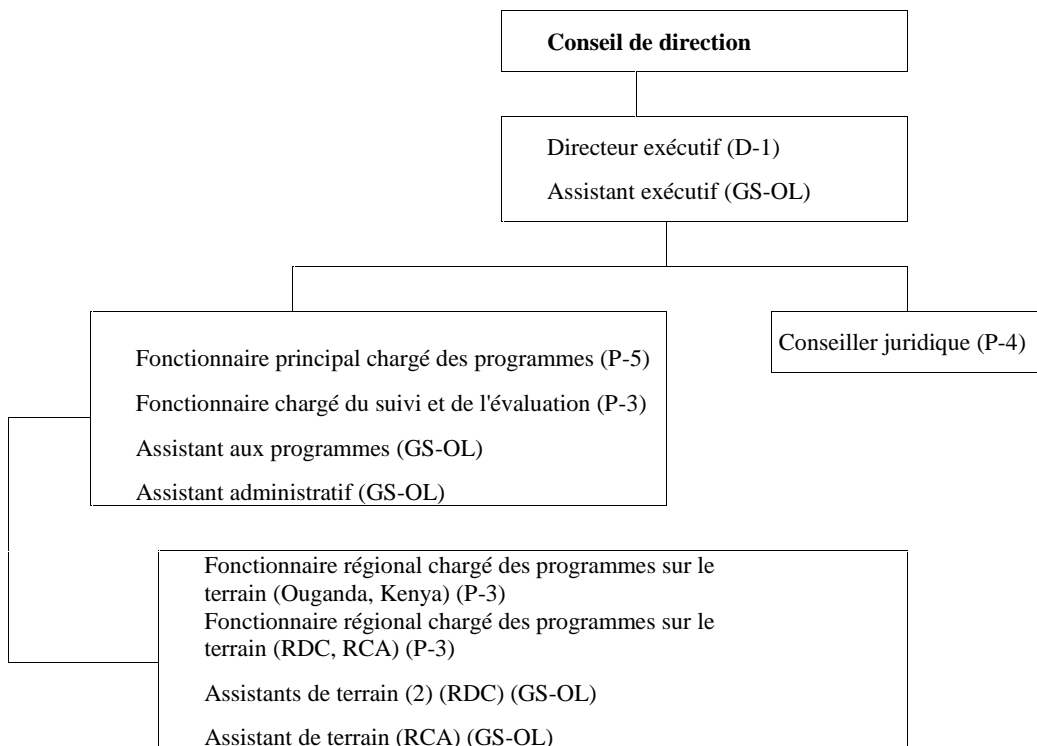 Conseil de direction
Directeur exécutif (D-1)
Assistant exécutif (GS-OL)
Fonctionnaire principal chargé des programmes (P-5)
Fonctionnaire chargé du suivi et de l'évaluation (P-3)
Assistant aux programmes (GS-OL)
Assistant administratif (GS-OL)
Conseiller juridique (P-4)
Fonctionnaire régional chargé des programmes sur le
terrain (Ouganda, Kenya) (P-3)
Fonctionnaire régional chargé des programmes sur le
terrain (RDC, RCA) (P-3)
Assistants de terrain (2) (RDC) (GS-OL)
Assistant de terrain (RCA) (GS-OL)